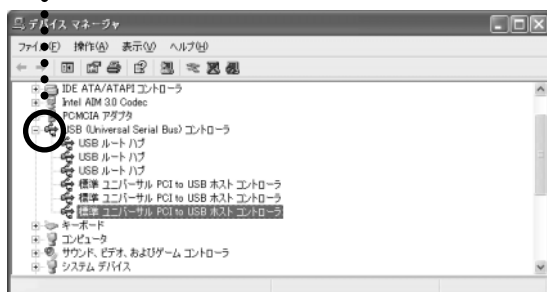 デバイス マネージャ
ファイル(F) 操作(A) 表示(V) ヘルプ(H)
IDE ATA/ATAPI コントローラ
Intel AIM 3.0 Codec
PCMCIA アダプタ
USB (Universal Serial Bus) コントローラ
USB ルート ハブ
USB ルート ハブ
USB ルート ハブ
標準 ユニバーサル PCI to USB ホスト コントローラ
標準 ユニバーサル PCI to USB ホスト コントローラ
標準 ユニバーサル PCI to USB ホスト コントローラ
キーボード
コンピュータ
サウンド、ビデオ、およびゲーム コントローラ
システム デバイス